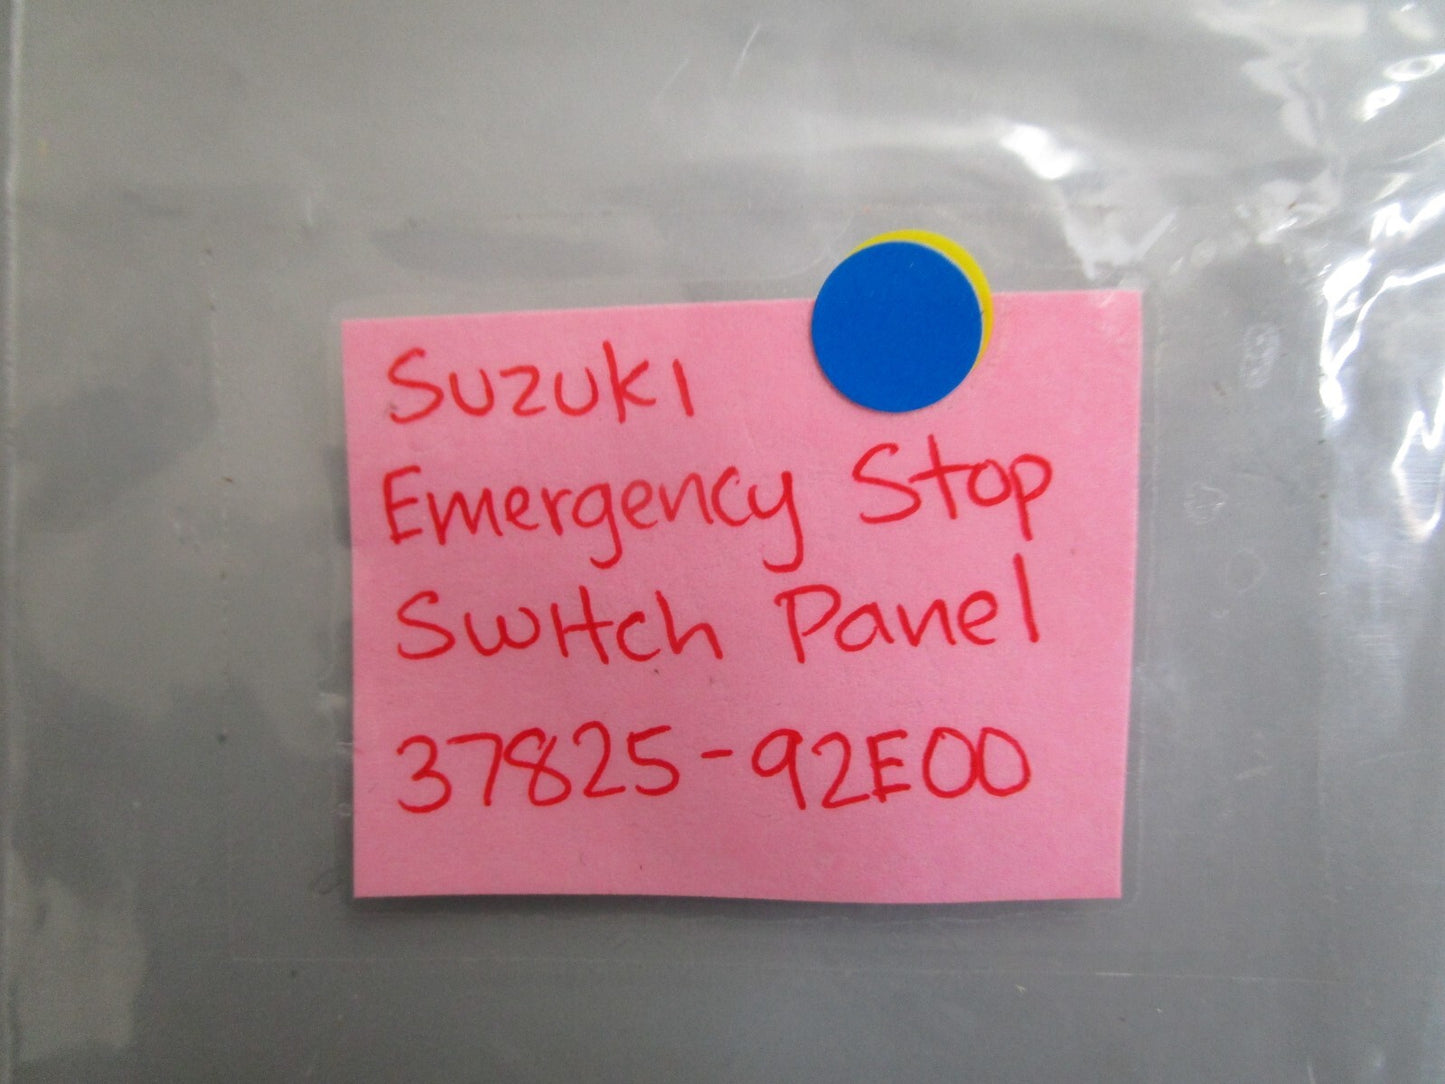 Suzuki
Emergency Stop
Switch Panel
37825-92E00